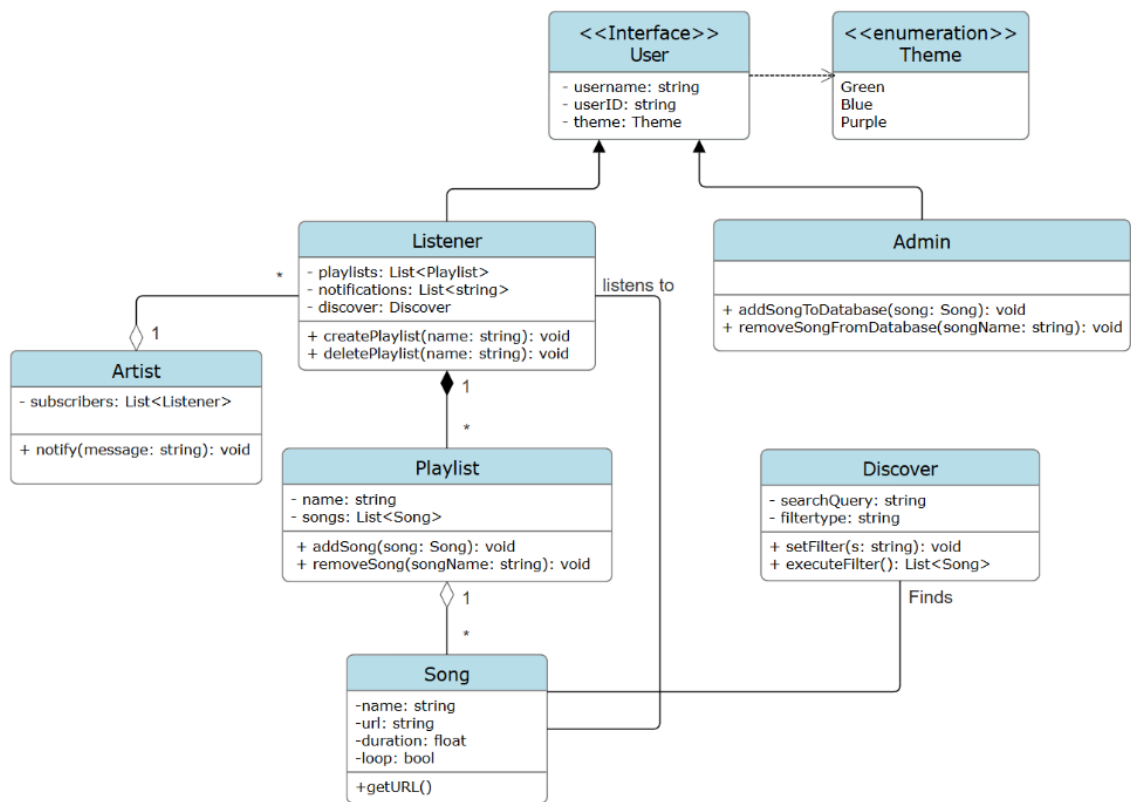 <<Interface>>
User
- username: string
- userID: string
- theme: Theme
<<enumeration>>
Theme
Green
Blue
Purple
Listener
- playlists: List<Playlist>
- notifications: List<string>
- discover: Discover
+ createPlaylist(name: string): void
+ deletePlaylist(name: string): void
*
1
listens to
Admin
+ addSongToDatabase(song: Song): void
+ removeSongFromDatabase(songName: string): void
Artist
- subscribers: List<Listener>
+ notify(message: string): void
1
*
Playlist
- name: string
- songs: List<Song>
+ addSong(song: Song): void
+ removeSong(songName: string): void
Discover
- searchQuery: string
- filtertype: string
+ setFilter(s: string): void
+ executeFilter(): List<Song>
Finds
1
*
Song
-name: string
-url: string
-duration: float
-loop: bool
+getURL()